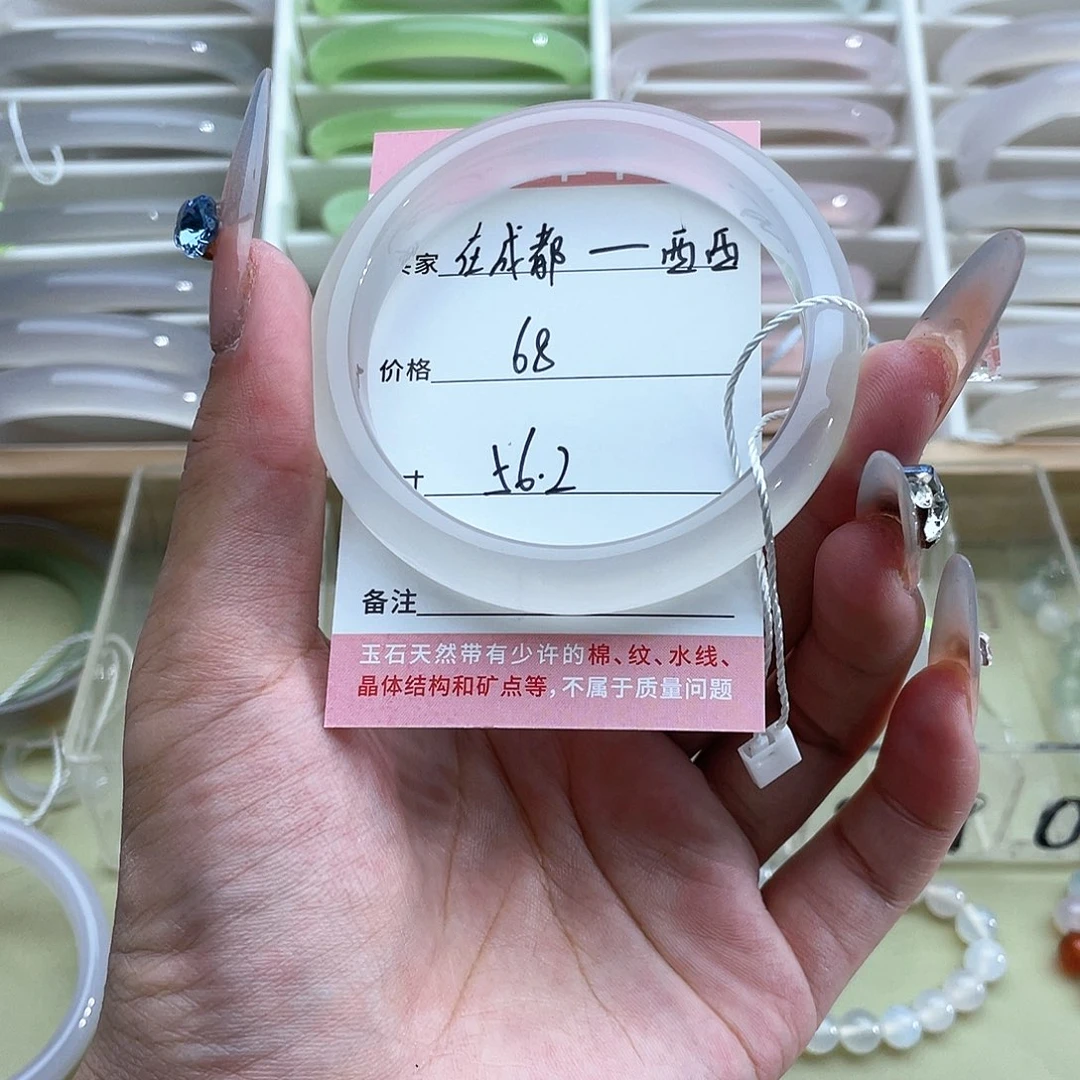 家 在成都 一 西西
价格 68
寸 56.2
备注
玉石天然带有少许的棉、纹、水线、
晶体结构和矿点等,不属于质量问题